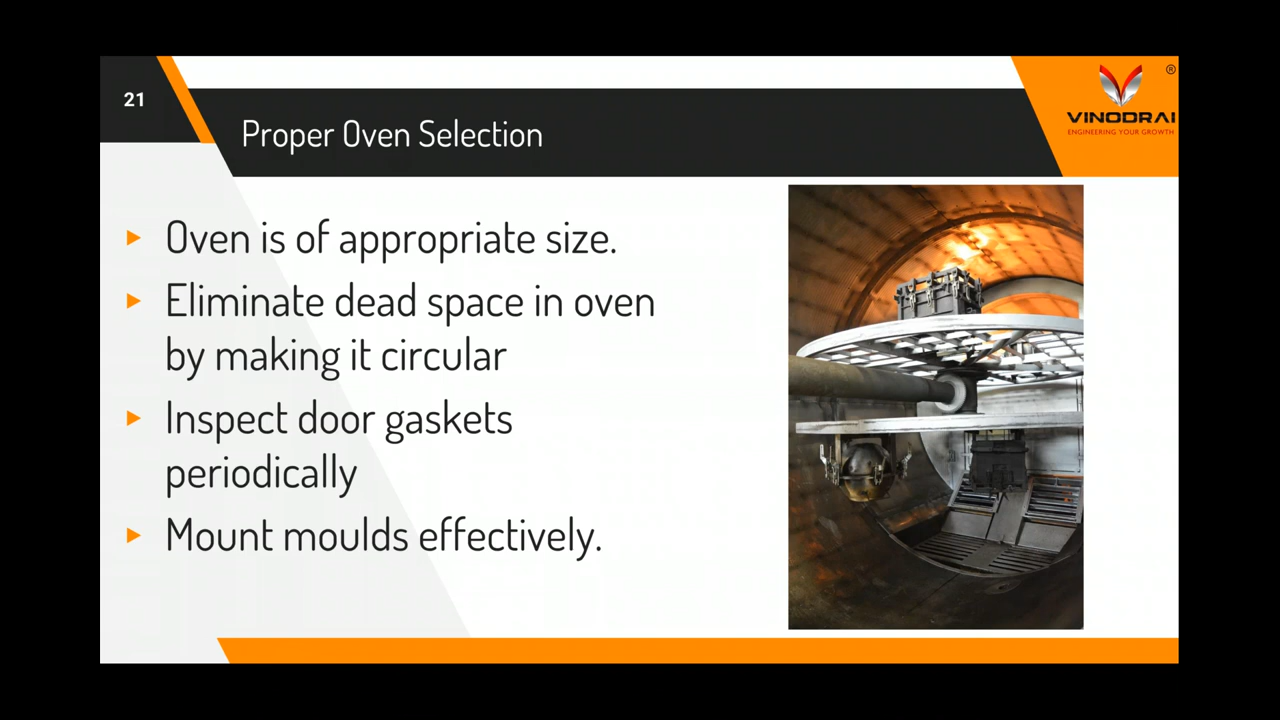 21
Proper Oven Selection
®
VINODRAI
ENGINEERING YOUR GROWTH
Oven is of appropriate size.
Eliminate dead space in oven
by making it circular
Inspect door gaskets
periodically
Mount moulds effectively.